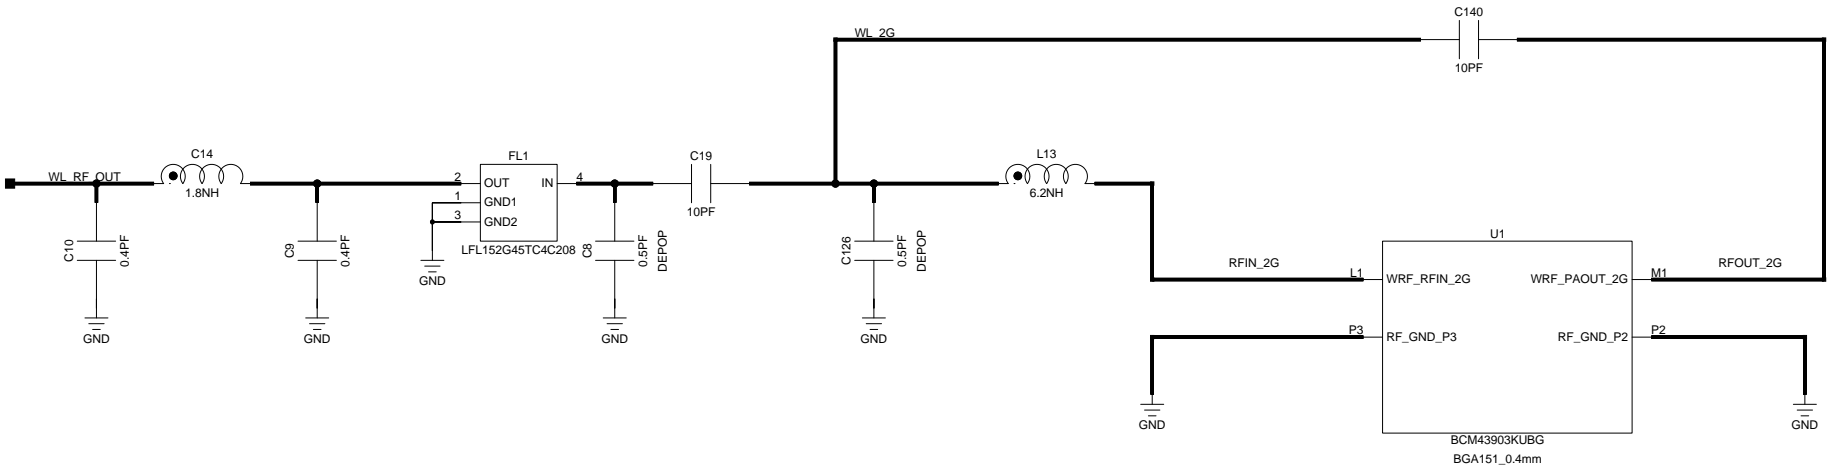 C140
WL_2G
10PF
C14
WL_RF_OUT
1.8NH
FL1
2
OUT
IN
4
1
GND1
3
GND2
LFL152G45TC4C208
GND
C19
10PF
L13
6.2NH
C10
0.4PF
GND
C9
0.4PF
GND
C8
0.5PF
DEPOP
GND
C126
0.5PF
DEPOP
GND
U1
RFIN_2G
L1
WRF_RFIN_2G
WRF_PAOUT_2G
M1
RFOUT_2G
P3
RF_GND_P3
RF_GND_P2
P2
GND
GND
BCM43903KUBG
BGA151_0.4mm